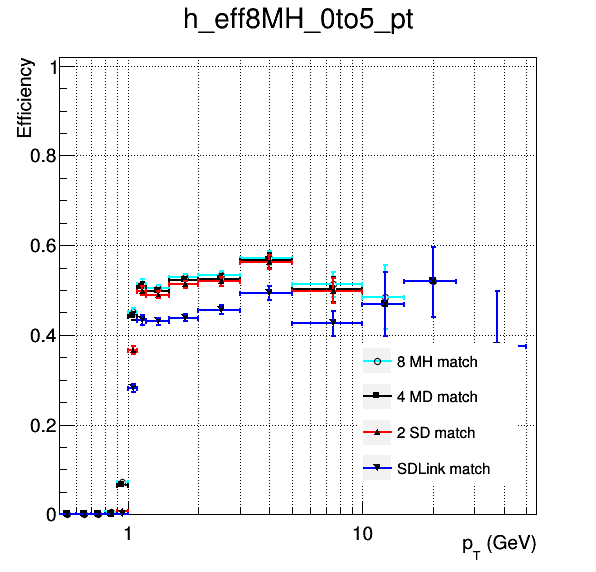 h_eff8MH_0to5_pt
Efficiency
1
0.8
0.6
0.4
0.2
0
8 MH match
4 MD match
2 SD match
SDLink match
1
10
p_T (GeV)